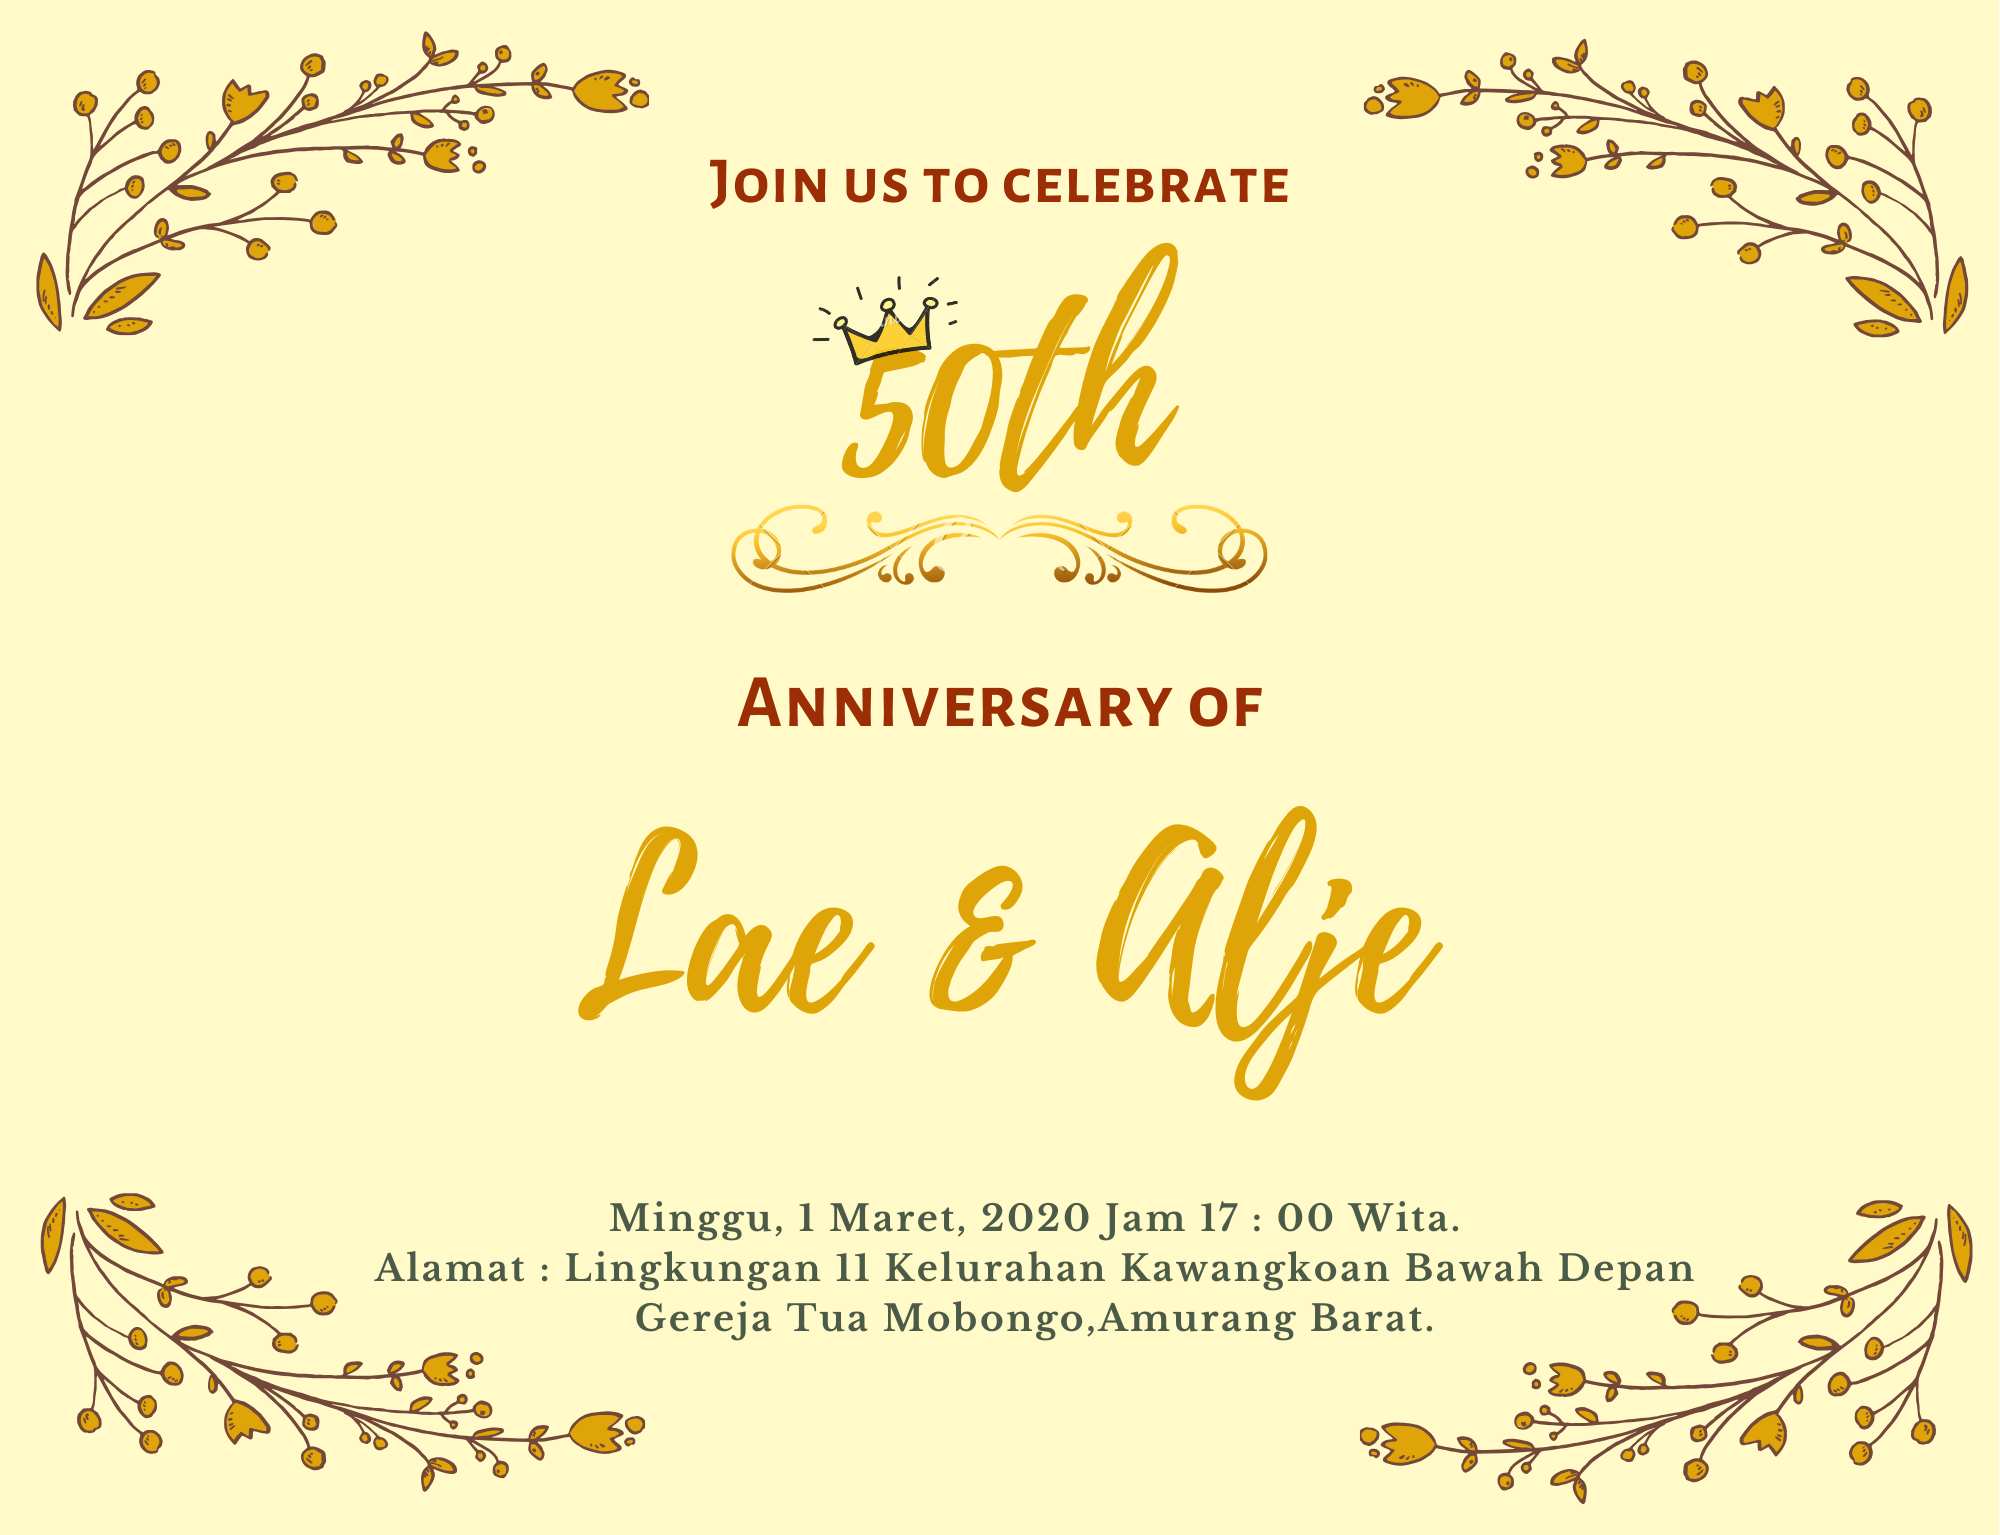 Join us to celebrate
50th
Anniversary of
Lae & Alje
Minggu, 1 Maret, 2020 Jam 17 : 00 Wita.
Alamat : Lingkungan 11 Kelurahan Kawangkoan Bawah Depan
Gereja Tua Mobongo,Amurang Barat.